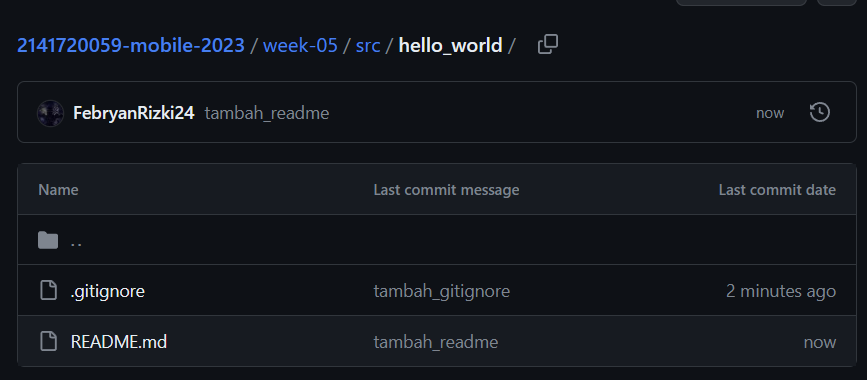 2141720059-mobile-2023 / week-05 / src / hello_world /
FebryanRizki24 tambah_readme now
Name Last commit message Last commit date
..
.gitignore tambah_gitignore 2 minutes ago
README.md tambah_readme now